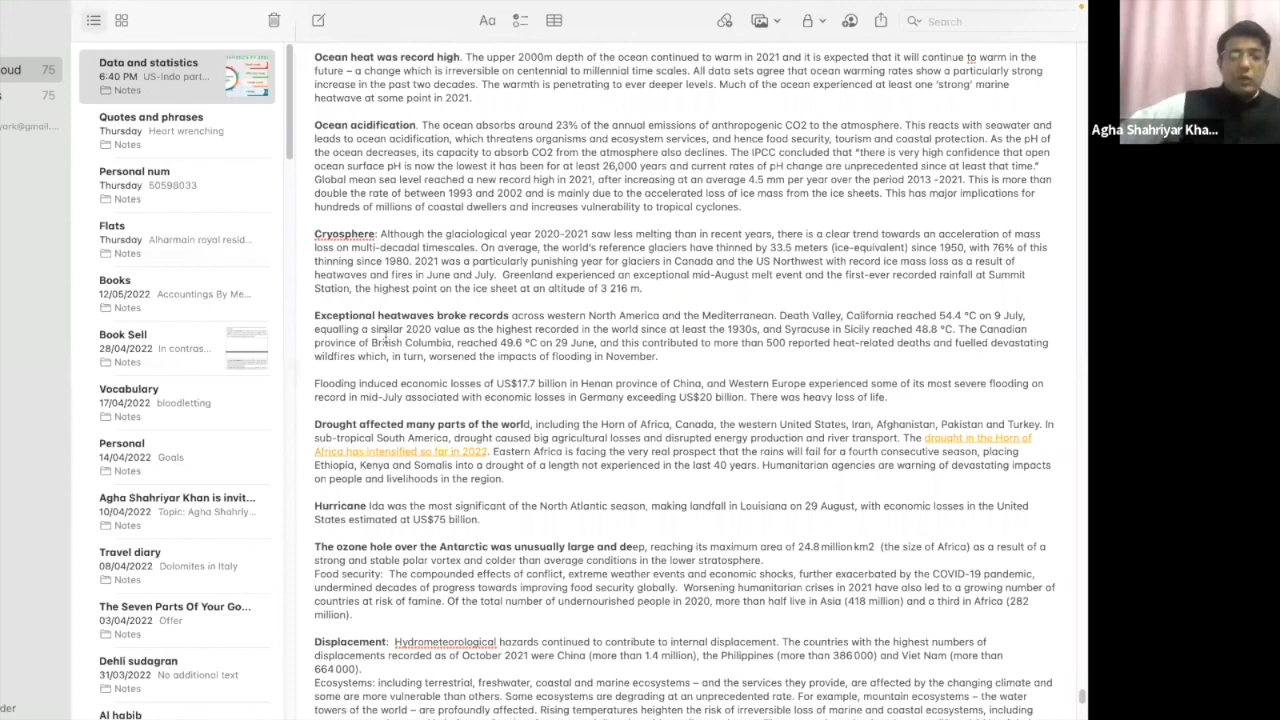 oud 75
s 75
yark@gmail....
der
Data and statistics
6:40 PM US-Indo part...
Notes
Quotes and phrases
Thursday Heart wrenching
Notes
Personal num
Thursday 50598033
Notes
Flats
Thursday Alharmain royal resid...
Notes
Books
12/05/2022 Accountings By Me...
Notes
Book Sell
28/04/2022 In contras...
Notes
Vocabulary
17/04/2022 bloodletting
Notes
Personal
14/04/2022 Goals
Notes
Agha Shahriyar Khan is invit...
10/04/2022 Topic: Agha Shahriy...
Notes
Travel diary
08/04/2022 Dolomites in Italy
Notes
The Seven Parts Of Your Go...
03/04/2022 Offer
Notes
Dehli sudagran
31/03/2022 No additional text
Notes
Al habib
Aa
Search
Ocean heat was record high. The upper 2000m depth of the ocean continued to warm in 2021 and it is expected that it will continue to warm in the
future – a change which is irreversible on centennial to millennial time scales. All data sets agree that ocean warming rates show a particularly strong
increase in the past two decades. The warmth is penetrating to ever deeper levels. Much of the ocean experienced at least one ‘strong’ marine
heatwave at some point in 2021.
Ocean acidification. The ocean absorbs around 23% of the annual emissions of anthropogenic CO2 to the atmosphere. This reacts with seawater and
leads to ocean acidification, which threatens organisms and ecosystem services, and hence food security, tourism and coastal protection. As the pH of
the ocean decreases, its capacity to absorb CO2 from the atmosphere also declines. The IPCC concluded that “there is very high confidence that open
ocean surface pH is now the lowest it has been for at least 26,000 years and current rates of pH change are unprecedented since at least that time.”
Global mean sea level reached a new record high in 2021, after increasing at an average 4.5 mm per year over the period 2013 -2021. This is more than
double the rate of between 1993 and 2002 and is mainly due to the accelerated loss of ice mass from the ice sheets. This has major implications for
hundreds of millions of coastal dwellers and increases vulnerability to tropical cyclones.
Cryosphere: Although the glaciological year 2020-2021 saw less melting than in recent years, there is a clear trend towards an acceleration of mass
loss on multi-decadal timescales. On average, the world’s reference glaciers have thinned by 33.5 meters (ice-equivalent) since 1950, with 76% of this
thinning since 1980. 2021 was a particularly punishing year for glaciers in Canada and the US Northwest with record ice mass loss as a result of
heatwaves and fires in June and July. Greenland experienced an exceptional mid-August melt event and the first-ever recorded rainfall at Summit
Station, the highest point on the ice sheet at an altitude of 3 216 m.
Exceptional heatwaves broke records across western North America and the Mediterranean. Death Valley, California reached 54.4 °C on 9 July,
equalling a similar 2020 value as the highest recorded in the world since at least the 1930s, and Syracuse in Sicily reached 48.8 °C. The Canadian
province of British Columbia, reached 49.6 °C on 29 June, and this contributed to more than 500 reported heat-related deaths and fuelled devastating
wildfires which, in turn, worsened the impacts of flooding in November.
Flooding induced economic losses of US$17.7 billion in Henan province of China, and Western Europe experienced some of its most severe flooding on
record in mid-July associated with economic losses in Germany exceeding US$20 billion. There was heavy loss of life.
Drought affected many parts of the world, including the Horn of Africa, Canada, the western United States, Iran, Afghanistan, Pakistan and Turkey. In
sub-tropical South America, drought caused big agricultural losses and disrupted energy production and river transport. The drought in the Horn of
Africa has intensified so far in 2022. Eastern Africa is facing the very real prospect that the rains will fail for a fourth consecutive season, placing
Ethiopia, Kenya and Somalis into a drought of a length not experienced in the last 40 years. Humanitarian agencies are warning of devastating impacts
on people and livelihoods in the region.
Hurricane Ida was the most significant of the North Atlantic season, making landfall in Louisiana on 29 August, with economic losses in the United
States estimated at US$75 billion.
The ozone hole over the Antarctic was unusually large and deep, reaching its maximum area of 24.8 million km2 (the size of Africa) as a result of a
strong and stable polar vortex and colder than average conditions in the lower stratosphere.
Food security: The compounded effects of conflict, extreme weather events and economic shocks, further exacerbated by the COVID-19 pandemic,
undermined decades of progress towards improving food security globally. Worsening humanitarian crises in 2021 have also led to a growing number of
countries at risk of famine. Of the total number of undernourished people in 2020, more than half live in Asia (418 million) and a third in Africa (282
million).
Displacement: Hydrometeorological hazards continued to contribute to internal displacement. The countries with the highest numbers of
displacements recorded as of October 2021 were China (more than 1.4 million), the Philippines (more than 386 000) and Viet Nam (more than
664 000).
Ecosystems: including terrestrial, freshwater, coastal and marine ecosystems – and the services they provide, are affected by the changing climate and
some are more vulnerable than others. Some ecosystems are degrading at an unprecedented rate. For example, mountain ecosystems – the water
towers of the world – are profoundly affected. Rising temperatures heighten the risk of irreversible loss of marine and coastal ecosystems, including
Agha Shahriyar Kha...